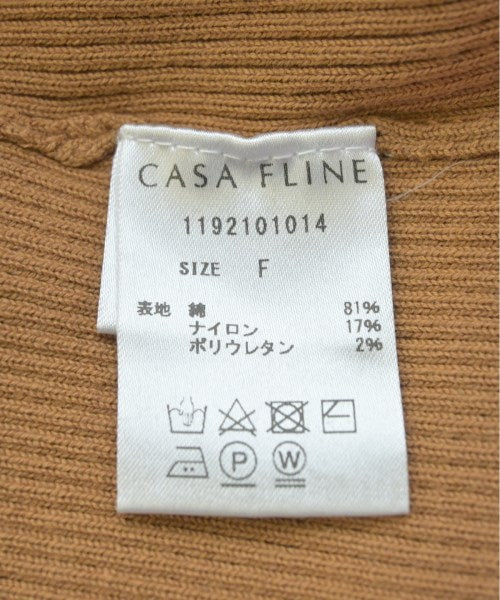 CASA FLINE
1192101014
SIZE F
表地 綿 81%
ナイロン 17%
ポリウレタン 2%
P W